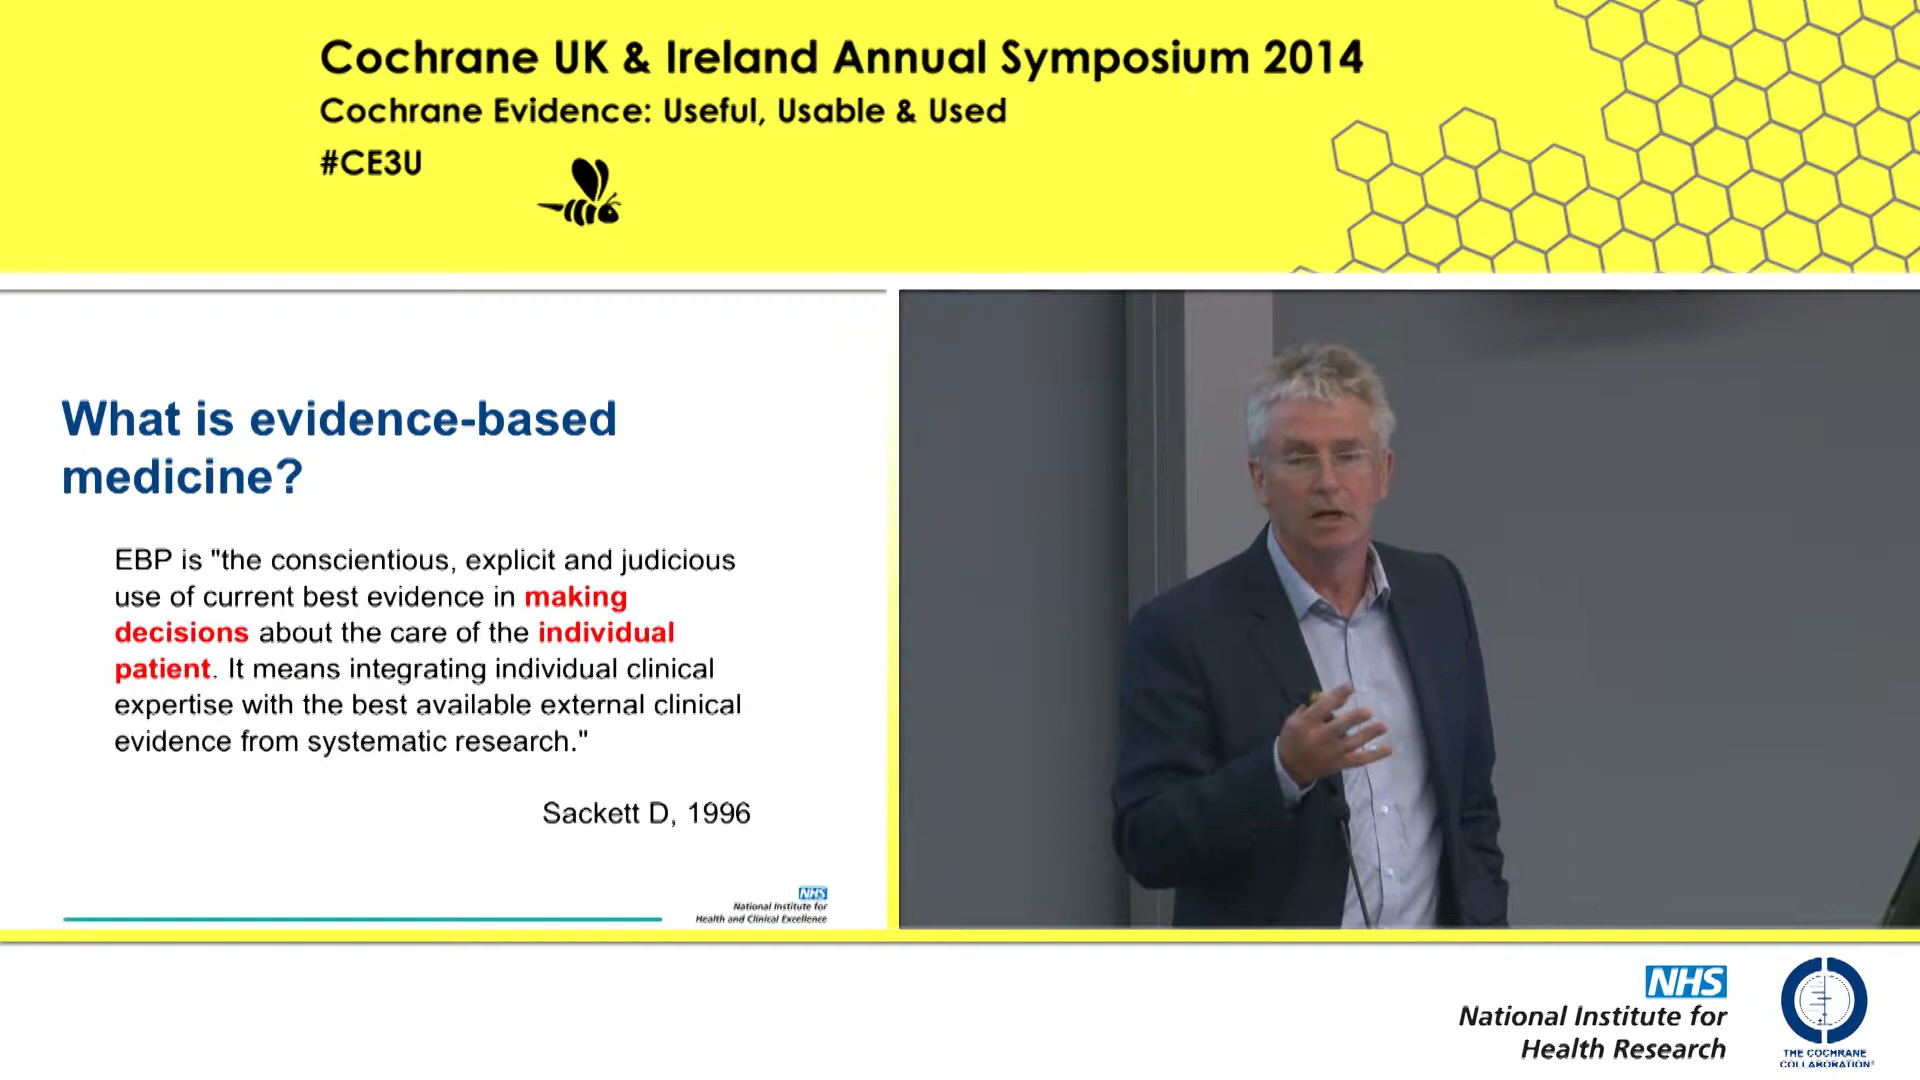 Cochrane UK & Ireland Annual Symposium 2014
Cochrane Evidence: Useful, Usable & Used
#CE3U
What is evidence-based
medicine?
EBP is "the conscientious, explicit and judicious
use of current best evidence in making
decisions about the care of the individual
patient. It means integrating individual clinical
expertise with the best available external clinical
evidence from systematic research."
Sackett D, 1996
NHS
National Institute for
Health and Clinical Excellence
NHS
National Institute for
Health Research
THE COCHRANE
COLLABORATION®